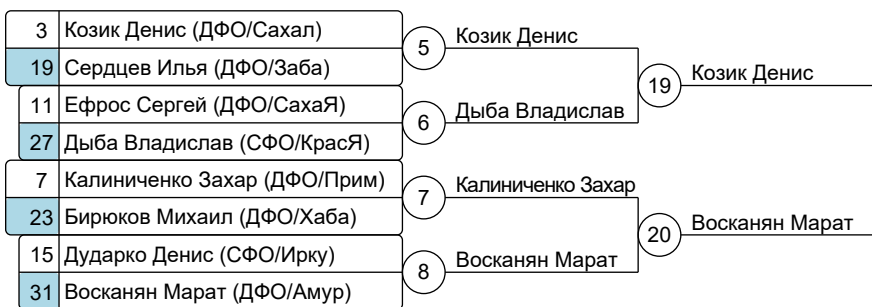 3 Козик Денис (ДФО/Сахал)
19 Сердцев Илья (ДФО/Заба)
11 Ефрос Сергей (ДФО/СахаЯ)
27 Дыба Владислав (СФО/КрасЯ)
7 Калиниченко Захар (ДФО/Прим)
23 Бирюков Михаил (ДФО/Хаба)
15 Дударко Денис (СФО/Ирку)
31 Восканян Марат (ДФО/Амур)
5 Козик Денис
6 Дыба Владислав
7 Калиниченко Захар
8 Восканян Марат
19 Козик Денис
20 Восканян Марат